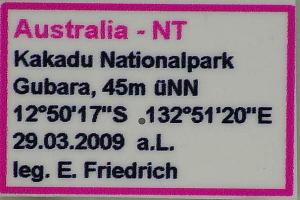 Australia - NT
Kakadu Nationalpark
Gubara, 45m üNN
12°50'17"S 132°51'20"E
29.03.2009 a.L.
leg. E. Friedrich